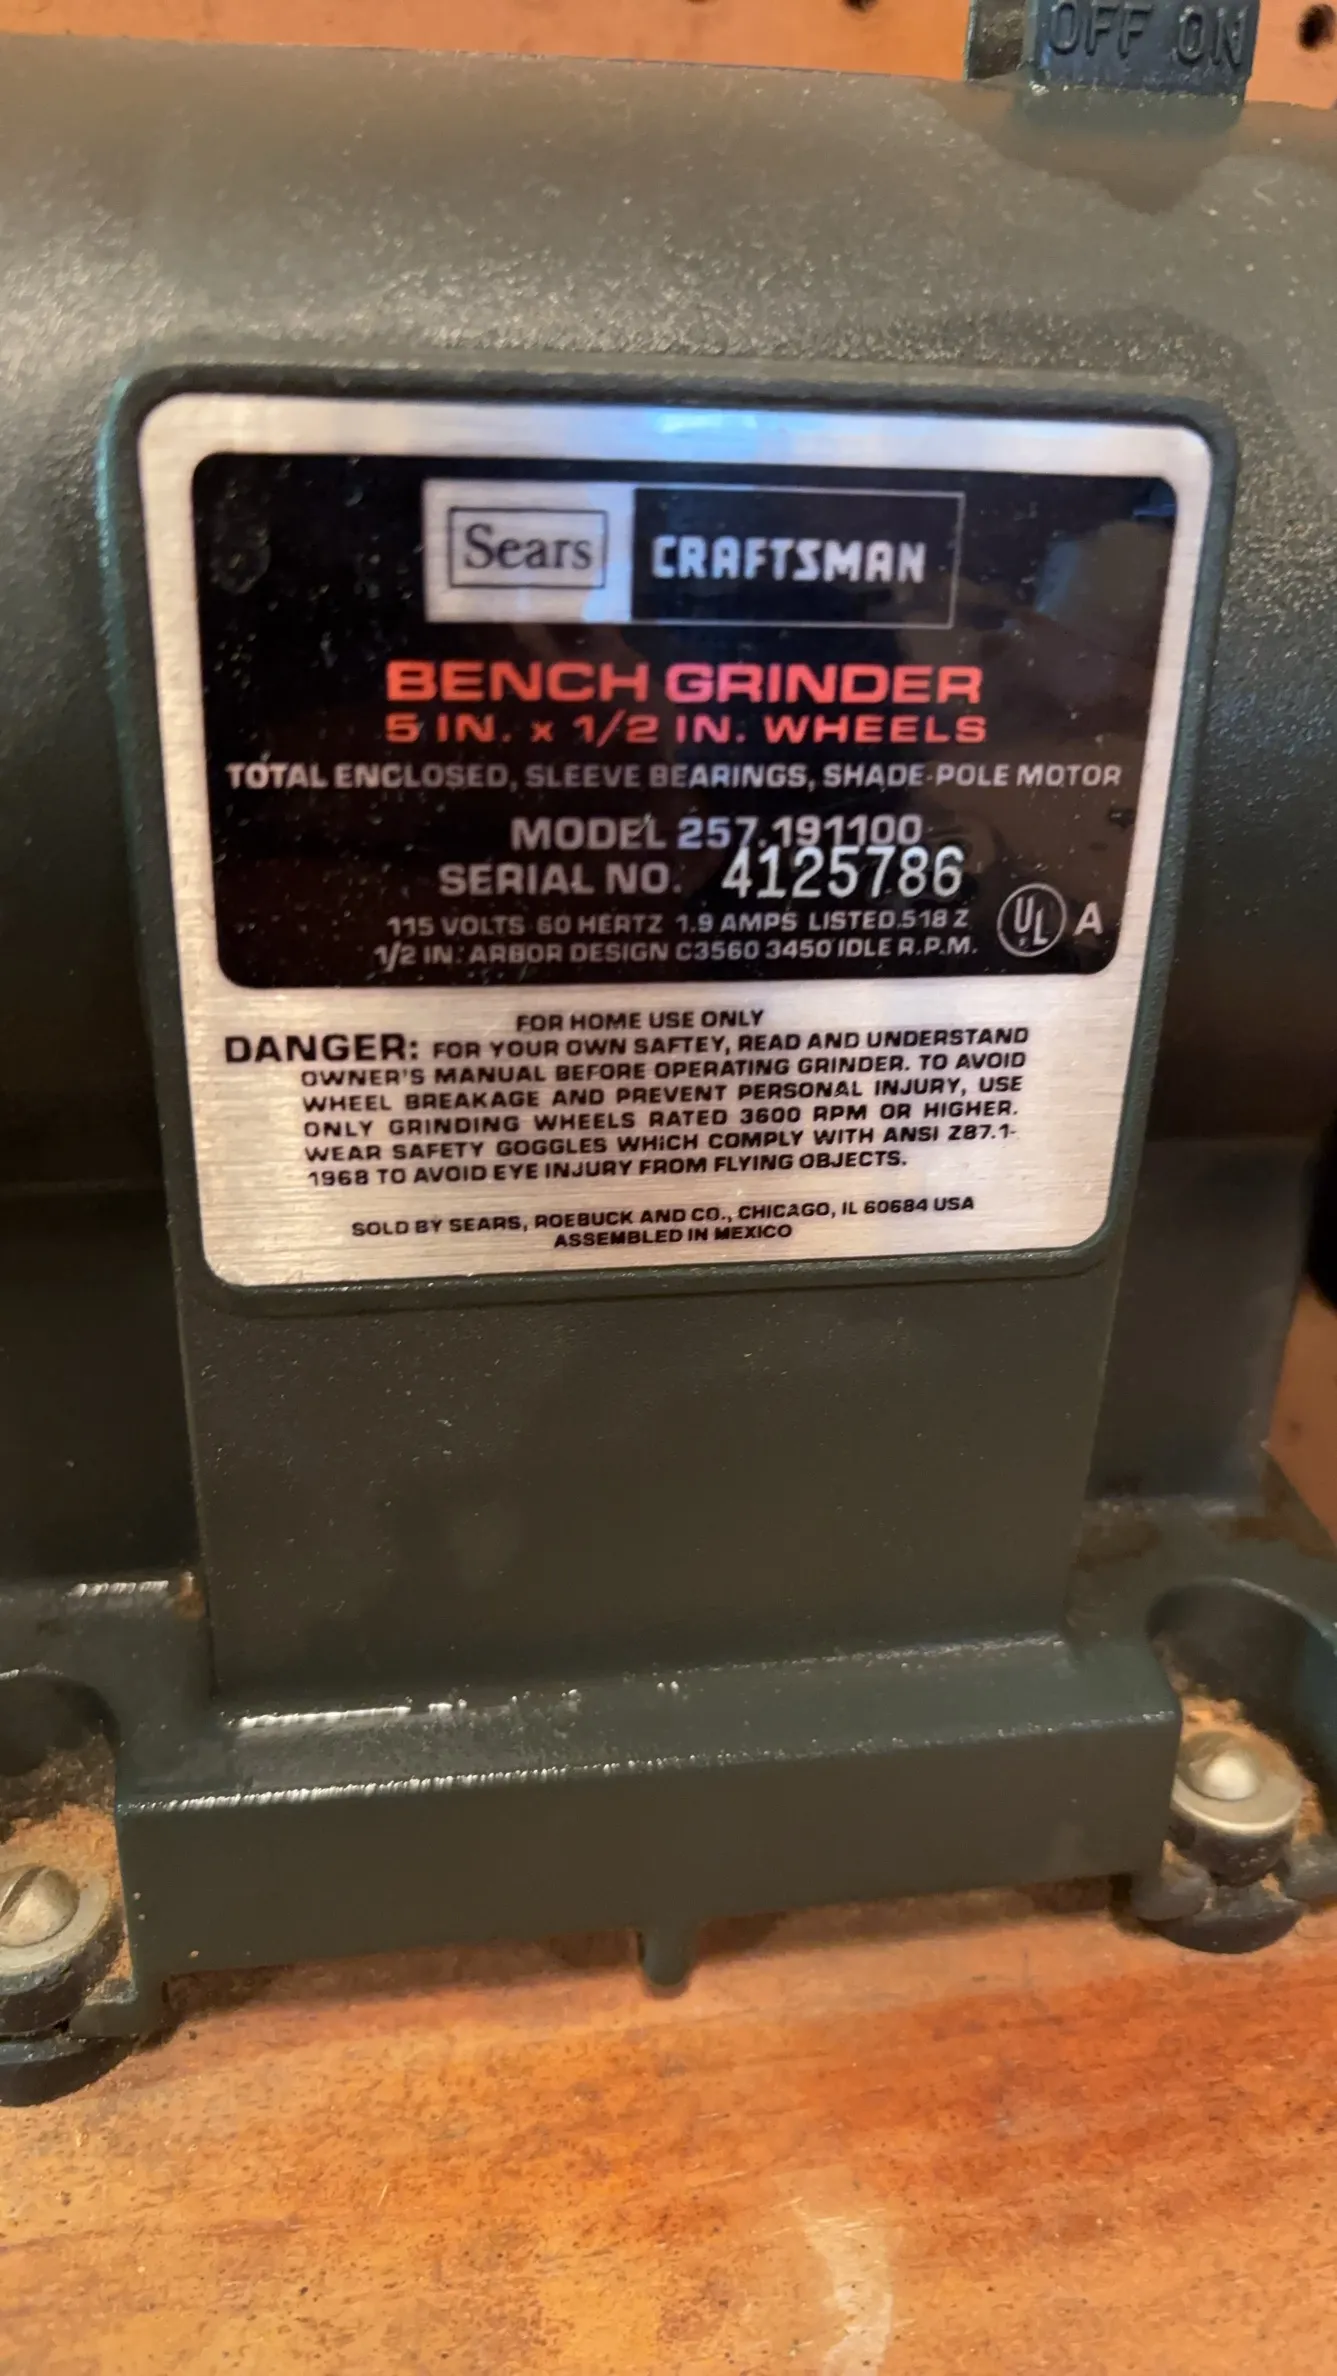 OFF ON
Sears CRAFTSMAN
BENCH GRINDER
5 IN. x 1/2 IN. WHEELS
TOTAL ENCLOSED, SLEEVE BEARINGS, SHADE-POLE MOTOR
MODEL 257.191100
SERIAL NO. 4125786
115 VOLTS 60 HERTZ 1.9 AMPS LISTED 518 Z
1/2 IN. ARBOR DESIGN C3560 3450 IDLE R.P.M.
UL A
FOR HOME USE ONLY
DANGER: FOR YOUR OWN SAFTEY, READ AND UNDERSTAND
OWNER'S MANUAL BEFORE OPERATING GRINDER. TO AVOID
WHEEL BREAKAGE AND PREVENT PERSONAL INJURY, USE
ONLY GRINDING WHEELS RATED 3600 RPM OR HIGHER.
WEAR SAFETY GOGGLES WHICH COMPLY WITH ANSI Z87.1-
1968 TO AVOID EYE INJURY FROM FLYING OBJECTS.
SOLD BY SEARS, ROEBUCK AND CO., CHICAGO, IL 60684 USA
ASSEMBLED IN MEXICO